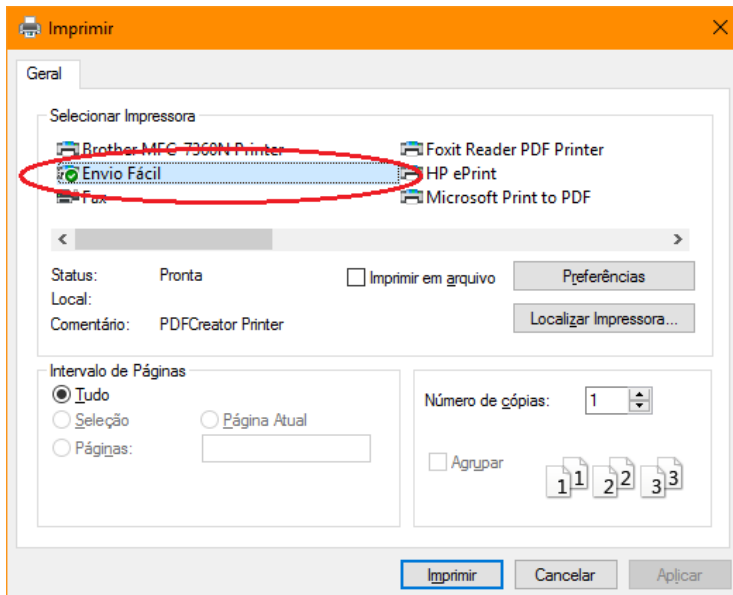 Imprimir
Geral
Selecionar Impressora
Brother MFC-7360N Printer
Foxit Reader PDF Printer
Envio Fácil
HP ePrint
Fax
Microsoft Print to PDF
Status: Pronta
Imprimir em arquivo
Preferências
Local:
Comentário: PDFCreator Printer
Localizar Impressora...
Intervalo de Páginas
Tudo
Seleção
Página Atual
Páginas:
Número de cópias: 1
Agrupar
1 1 2 2 3 3
Imprimir
Cancelar
Aplicar